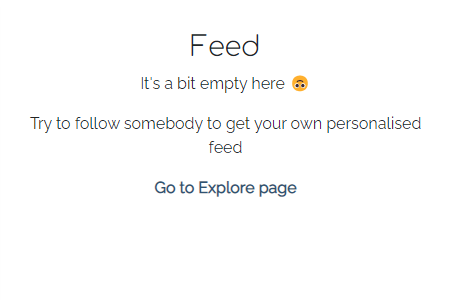 Feed
It's a bit empty here 🙃
Try to follow somebody to get your own personalised
feed
Go to Explore page